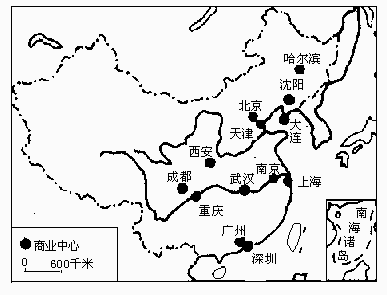 哈尔滨
沈阳
北京
大
连
天津
西安
成都
武汉
南京
上海
重庆
广州
深圳
南
海
诸
岛
商业中心
0 600千米